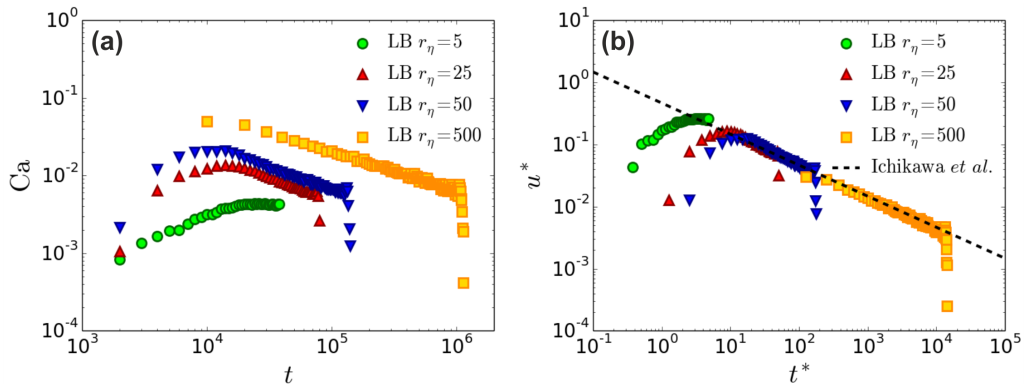 (a)
LB r_η=5
LB r_η=25
LB r_η=50
LB r_η=500
Ca
10^0
10^-1
10^-2
10^-3
10^-4
10^3
10^4
10^5
10^6
t
(b)
LB r_η=5
LB r_η=25
LB r_η=50
LB r_η=500
Ichikawa et al.
u*
10^1
10^0
10^-1
10^-2
10^-3
10^-4
10^-1
10^0
10^1
10^2
10^3
10^4
10^5
t*